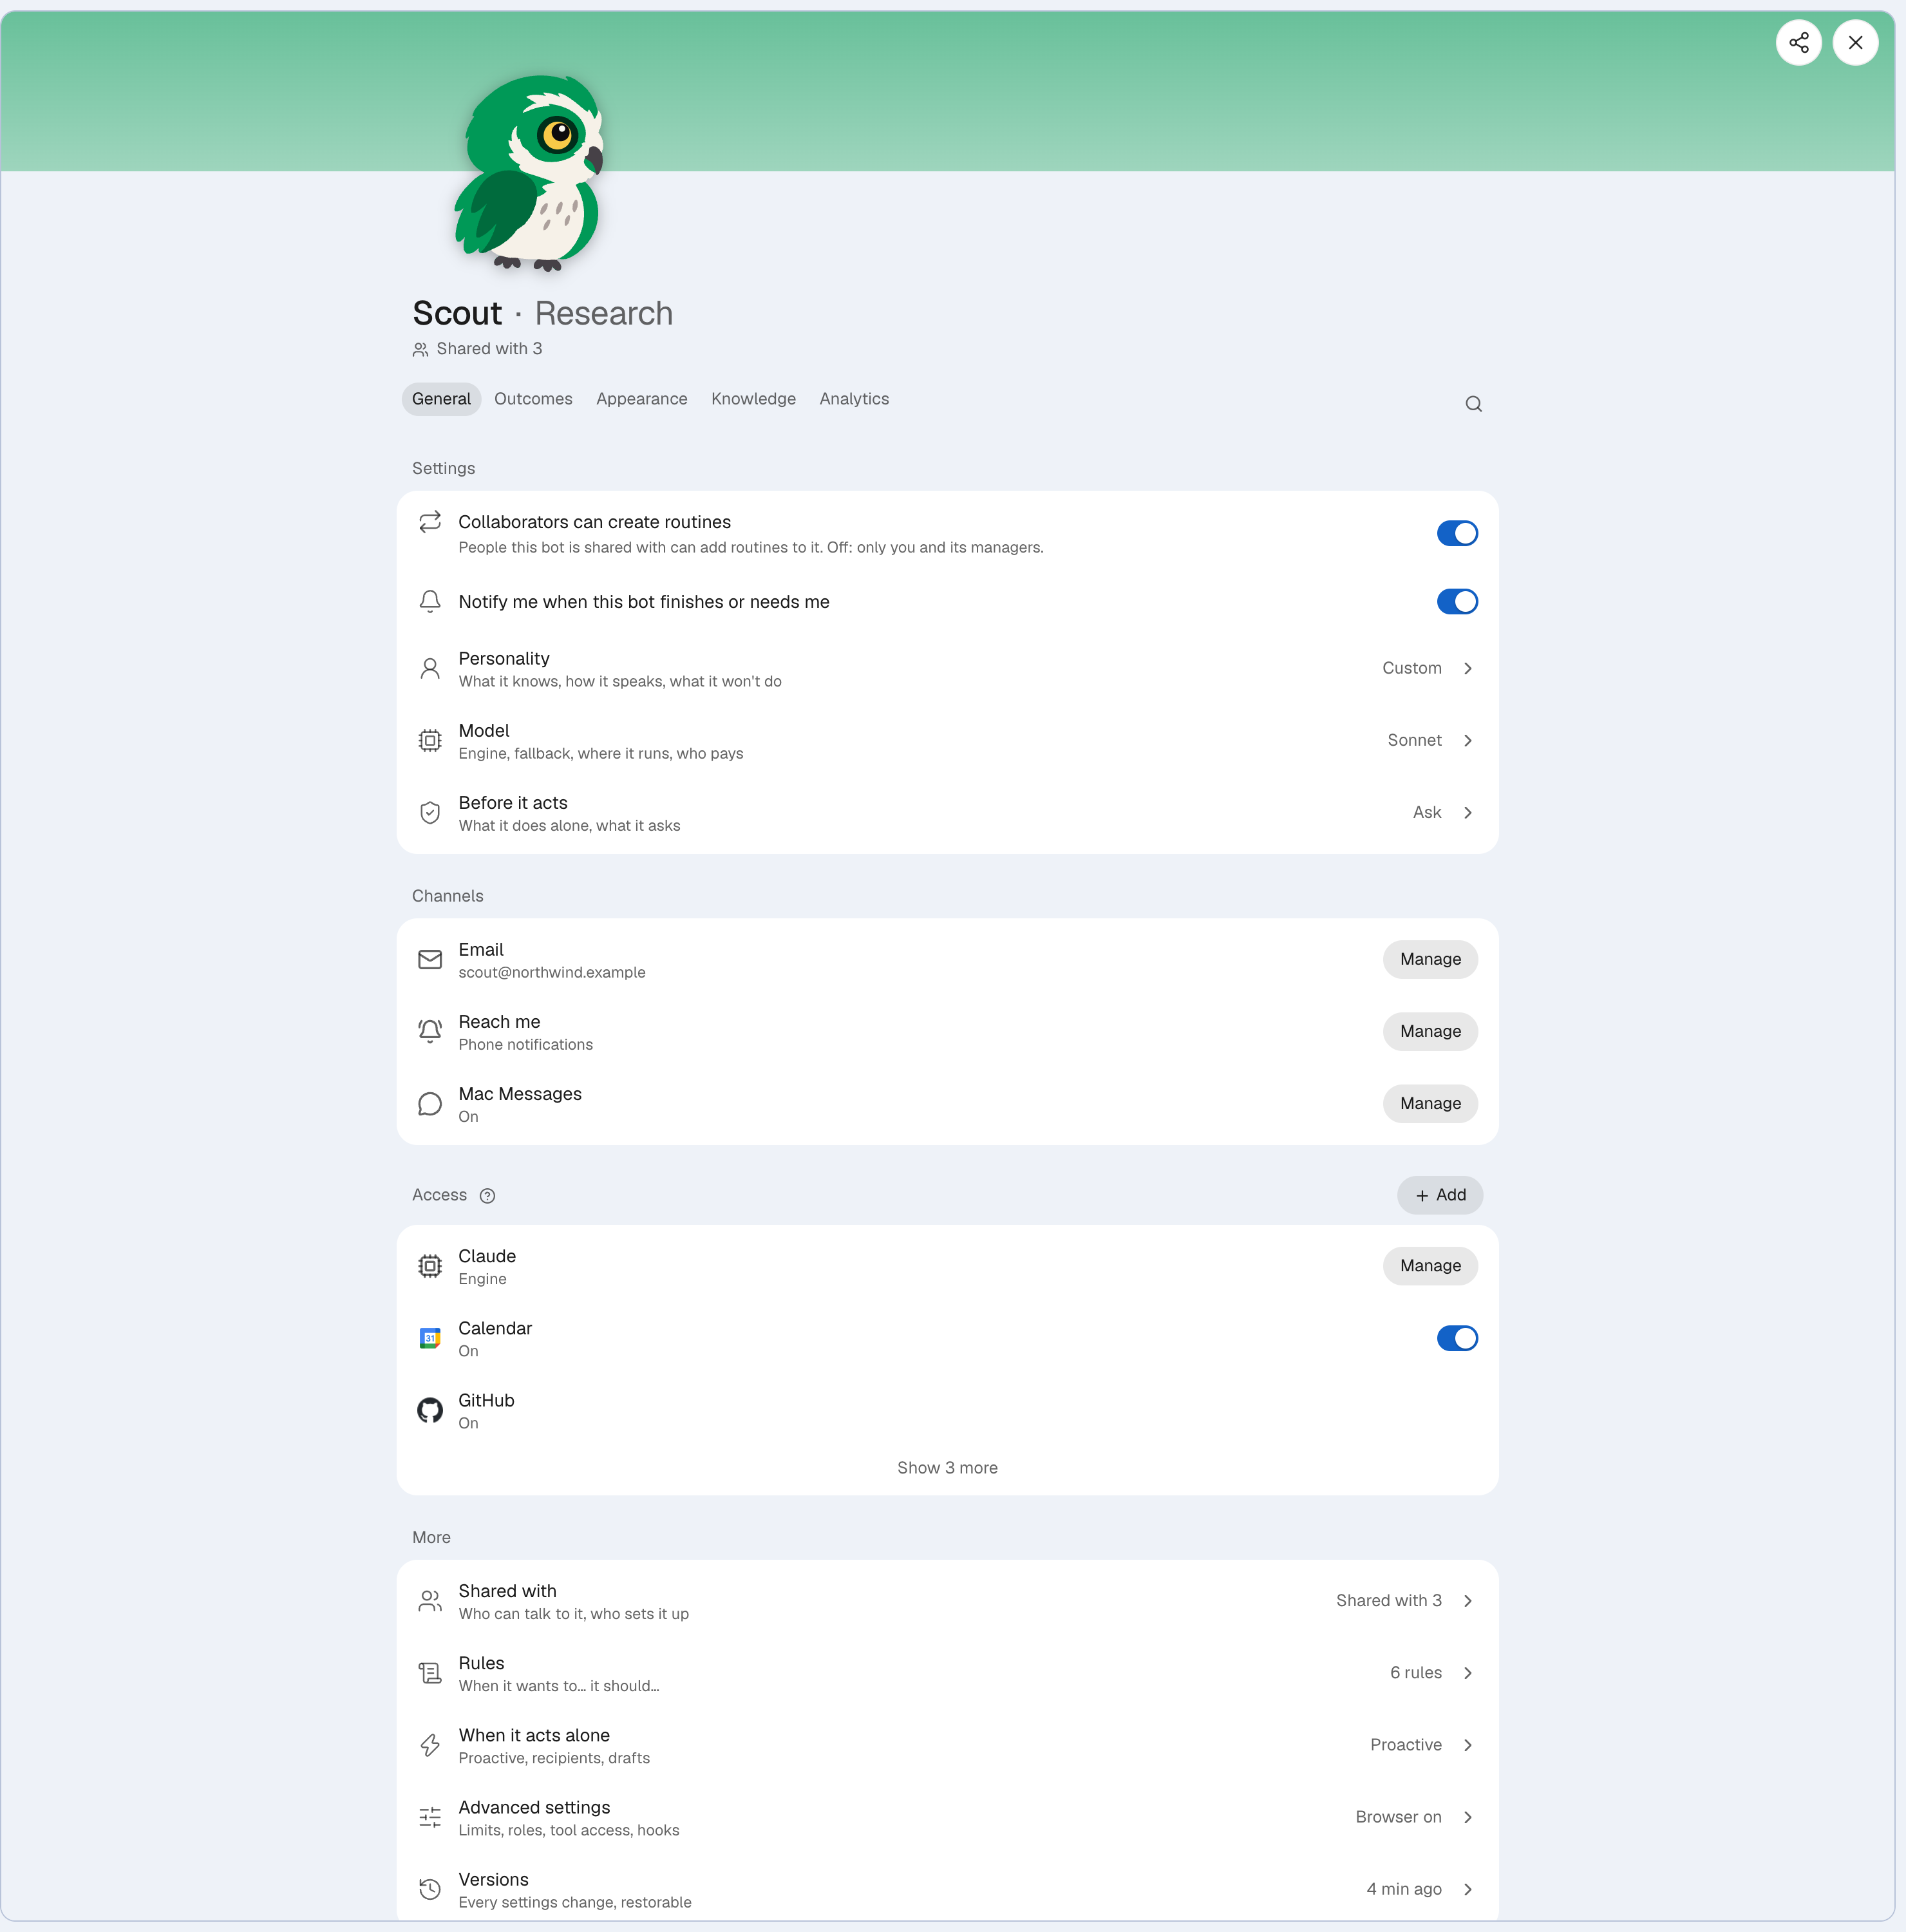 Scout · Research
Shared with 3
General Outcomes Appearance Knowledge Analytics
Settings
Collaborators can create routines
People this bot is shared with can add routines to it. Off: only you and its managers.
Notify me when this bot finishes or needs me
Personality
What it knows, how it speaks, what it won't do
Custom
Model
Engine, fallback, where it runs, who pays
Sonnet
Before it acts
What it does alone, what it asks
Ask
Channels
Email
scout@northwind.example
Manage
Reach me
Phone notifications
Manage
Mac Messages
On
Manage
Access
Add
Claude
Engine
Manage
31
Calendar
On
GitHub
On
Show 3 more
More
Shared with
Who can talk to it, who sets it up
Shared with 3
Rules
When it wants to... it should...
6 rules
When it acts alone
Proactive, recipients, drafts
Proactive
Advanced settings
Limits, roles, tool access, hooks
Browser on
Versions
Every settings change, restorable
4 min ago